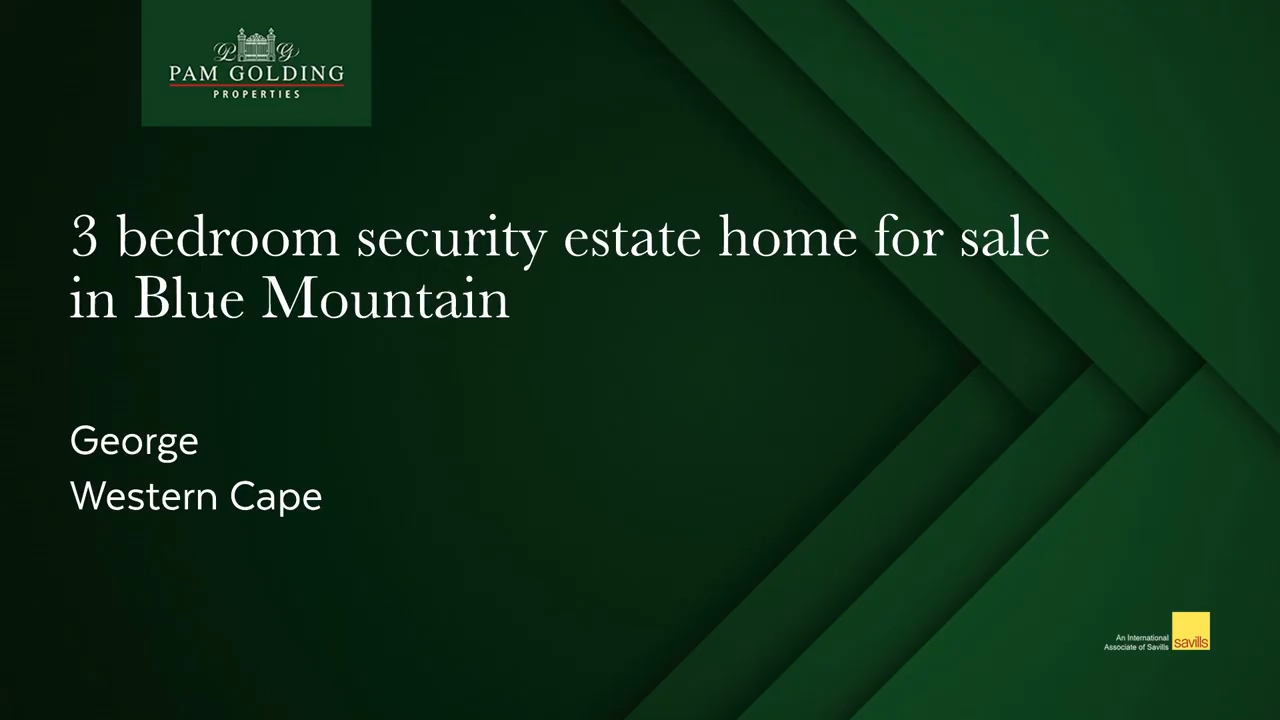 PAM GOLDING
PROPERTIES
3 bedroom security estate home for sale
in Blue Mountain
George
Western Cape
An International
Associate of Savills
savills